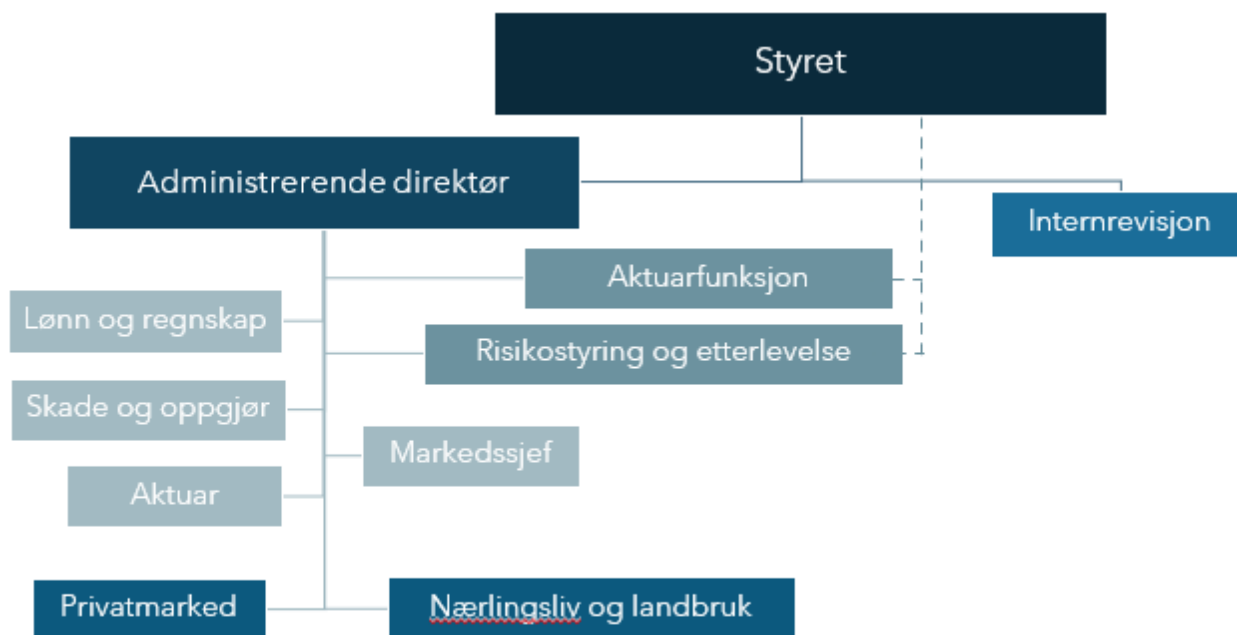 Styret
Administrerende direktør
Internrevisjon
Aktuarfunksjon
Lønn og regnskap
Risikostyring og etterlevelse
Skade og oppgjør
Markedssjef
Aktuar
Privatmarked
Nærlingsliv og landbruk